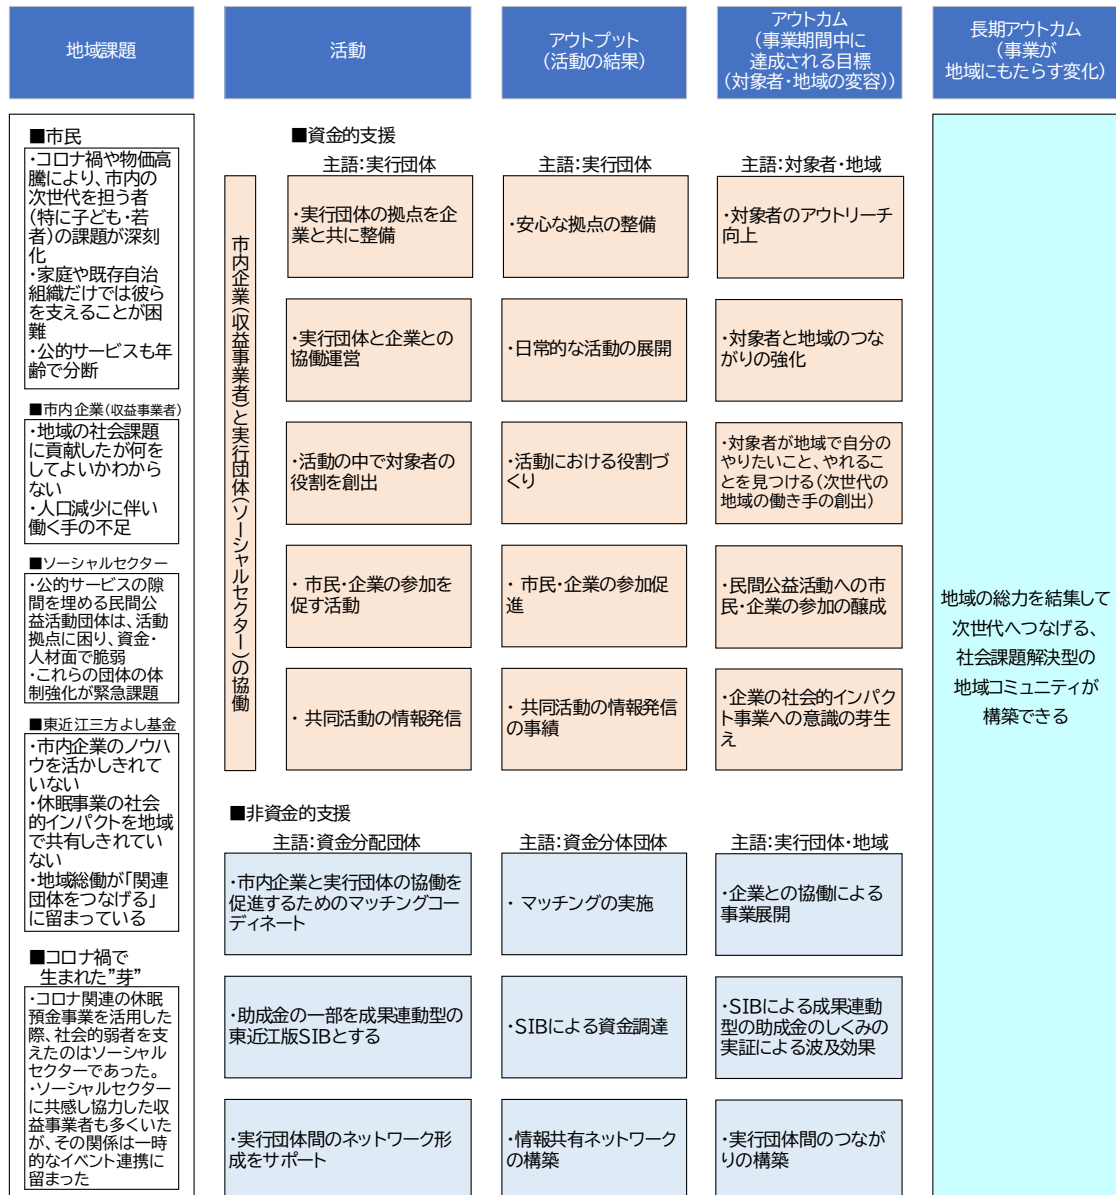 地域課題
活動
アウトプット
(活動の結果)
アウトカム
(事業期間中に
達成される目標
(対象者・地域の変容))
長期アウトカム
(事業が
地域にもたらす変化)
■市民
・コロナ禍や物価高
騰により、市内の
次世代を担う者
(特に子ども・若
者)の課題が深刻
化
・家庭や既存自治
組織だけでは彼ら
を支えることが困
難
・公的サービスも年
齢で分断
■市内企業(収益事業者)
・地域の社会課題
に貢献したが何を
してよいかわから
ない
・人口減少に伴い
働く手の不足
■ソーシャルセクター
・公的サービスの隙
間を埋める民間公
益活動団体は、活動
拠点に困り、資金・
人材面で脆弱
・これらの団体の体
制強化が緊急課題
■東近江三方よし基金
・市内企業のノウハ
ウを活かしきれて
いない
・休眠事業の社会
的インパクトを地域
で共有しきれてい
ない
・地域総働が「関連
団体をつなげる」
に留まっている
■コロナ禍で
生まれた”芽”
・コロナ関連の休眠
預金事業を活用した
際、社会的弱者を支
えたのはソーシャル
セクターであった。
・ソーシャルセクター
に共感し協力した収
益事業者も多くいた
が、その関係は一時
的なイベント連携に
留まった
■資金的支援
主語:実行団体
主語:実行団体
主語:対象者・地域
市内企業(収益事業者)と実行団体(ソーシャルセクター)の協働
・実行団体の拠点を企
業と共に整備
・安心な拠点の整備
・対象者のアウトリーチ
向上
・実行団体と企業との
協働運営
・日常的な活動の展開
・対象者と地域のつな
がりの強化
・活動の中で対象者の
役割を創出
・活動における役割づ
くり
・対象者が地域で自分の
やりたいこと、やれるこ
とを見つける(次世代の
地域の働き手の創出)
・ 市民・企業の参加を
促す活動
・ 市民・企業の参加促
進
・民間公益活動への市
民・企業の参加の醸成
・ 共同活動の情報発信
・ 共同活動の情報発信
の事績
・企業の社会的インパク
ト事業への意識の芽生
え
■非資金的支援
主語:資金分配団体
主語:資金分体団体
主語:実行団体・地域
・市内企業と実行団体の協働を
促進するためのマッチングコー
ディネート
・ マッチングの実施
・企業との協働による
事業展開
・助成金の一部を成果連動型の
東近江版SIBとする
・SIBによる資金調達
・SIBによる成果連動
型の助成金のしくみの
実証による波及効果
・実行団体間のネットワーク形
成をサポート
・情報共有ネットワーク
の構築
・実行団体間のつなが
りの構築
地域の総力を結集して
次世代へつなげる、
社会課題解決型の
地域コミュニティが
構築できる